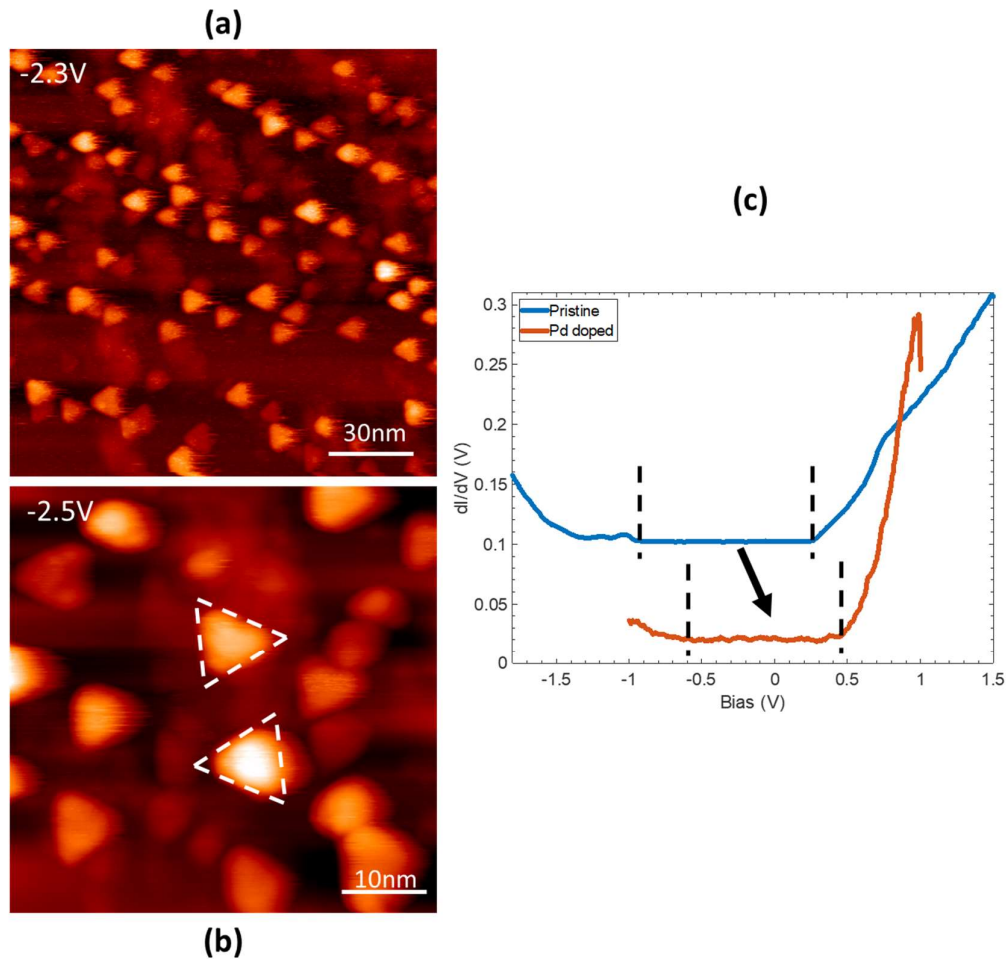 (a)
-2.3V
30nm
-2.5V
10nm
(b)
(c)
Pristine
Pd doped
0.3
0.25
0.2
0.15
0.1
0.05
0
dI/dV (V)
-1.5
-1
-0.5
0
0.5
1
1.5
Bias (V)